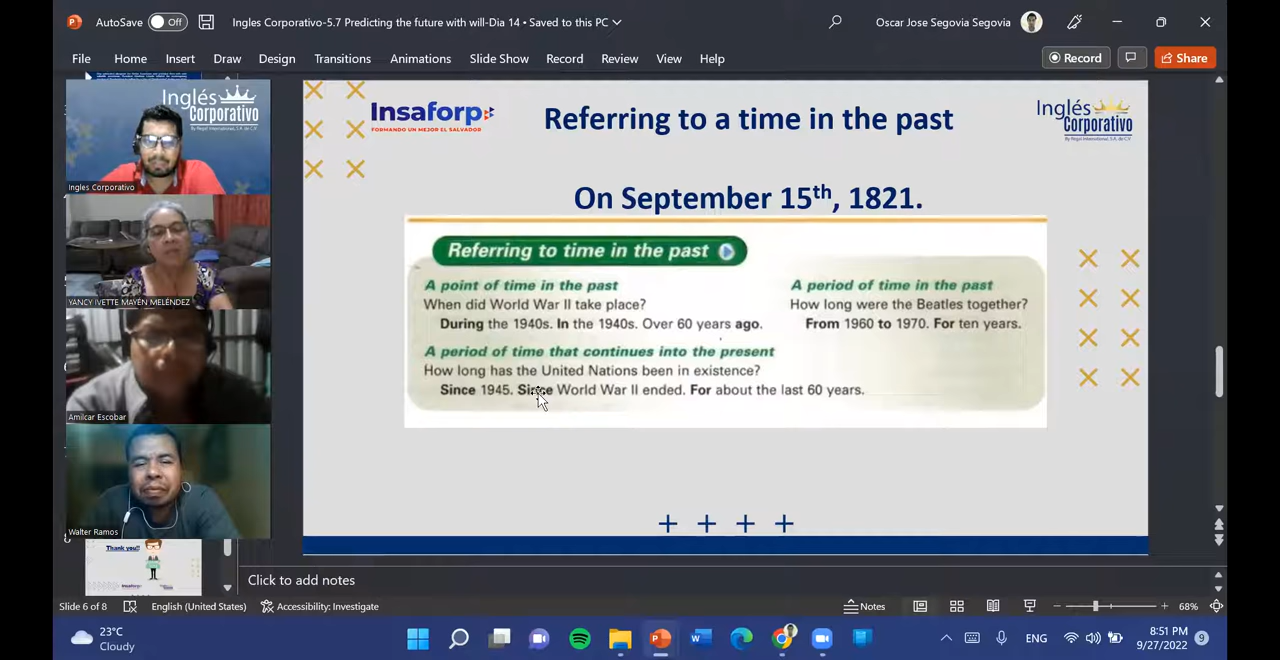 AutoSave Off Ingles Corporativo-5.7 Predicting the future with will-Dia 14 • Saved to this PC Oscar Jose Segovia Segovia
File Home Insert Draw Design Transitions Animations Slide Show Record Review View Help Record Share
Inglés Corporativo
Ingles Corporativo
YANCY IVETTE MAYÉN MELÉNDEZ
Amilcar Escobar
Walter Ramos
Thank you!!
Insaforp
FORMANDO UN MEJOR EL SALVADOR
Referring to a time in the past
Inglés Corporativo
By Regal International, S.A. de C.V.
On September 15th, 1821.
Referring to time in the past
A point of time in the past
When did World War II take place?
During the 1940s. In the 1940s. Over 60 years ago.
A period of time in the past
How long were the Beatles together?
From 1960 to 1970. For ten years.
A period of time that continues into the present
How long has the United Nations been in existence?
Since 1945. Since World War II ended. For about the last 60 years.
Click to add notes
Slide 6 of 8 English (United States) Accessibility: Investigate Notes 68%
23°C
Cloudy
ENG
8:51 PM
9/27/2022
9